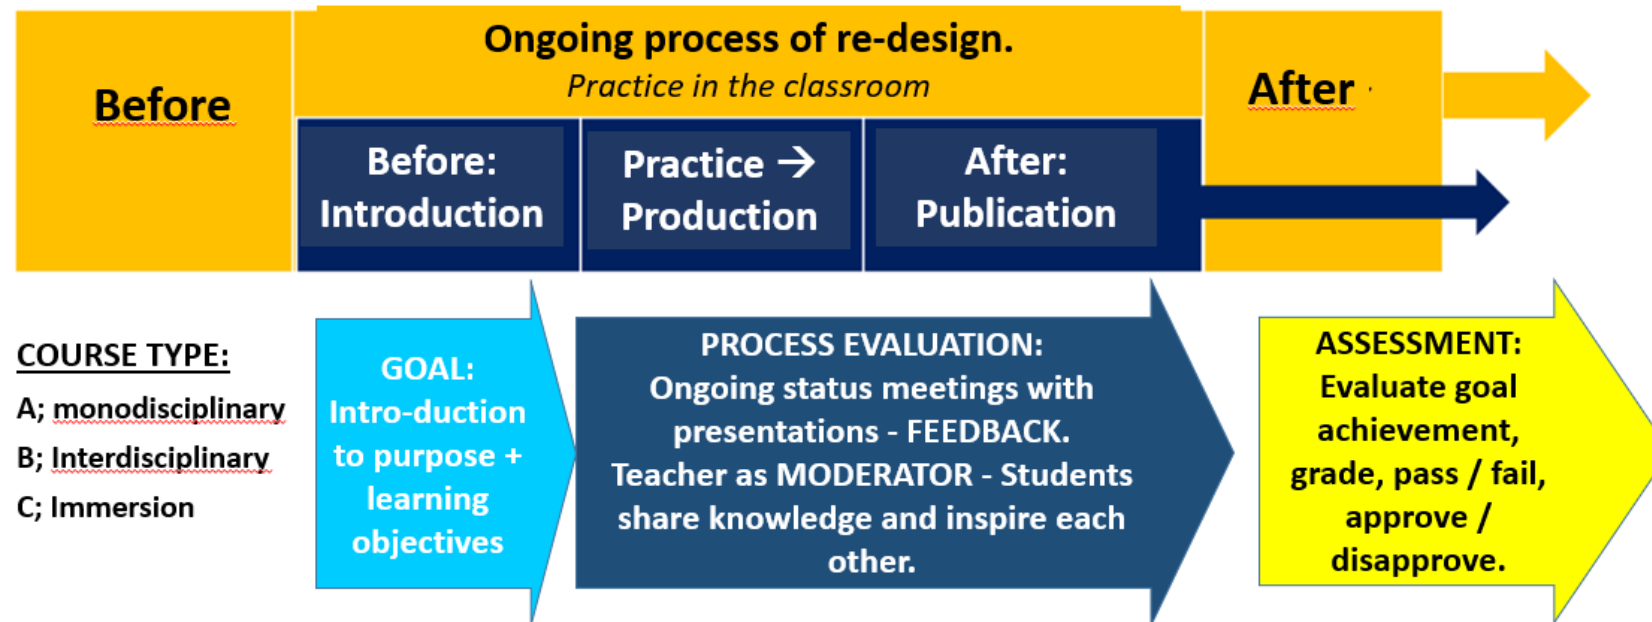 Before
Ongoing process of re-design.
Practice in the classroom
After
Before:
Introduction
Practice →
Production
After:
Publication
COURSE TYPE:
A; monodisciplinary
B; Interdisciplinary
C; Immersion
GOAL:
Intro-duction
to purpose +
learning
objectives
PROCESS EVALUATION:
Ongoing status meetings with
presentations - FEEDBACK.
Teacher as MODERATOR - Students
share knowledge and inspire each
other.
ASSESSMENT:
Evaluate goal
achievement,
grade, pass / fail,
approve /
disapprove.